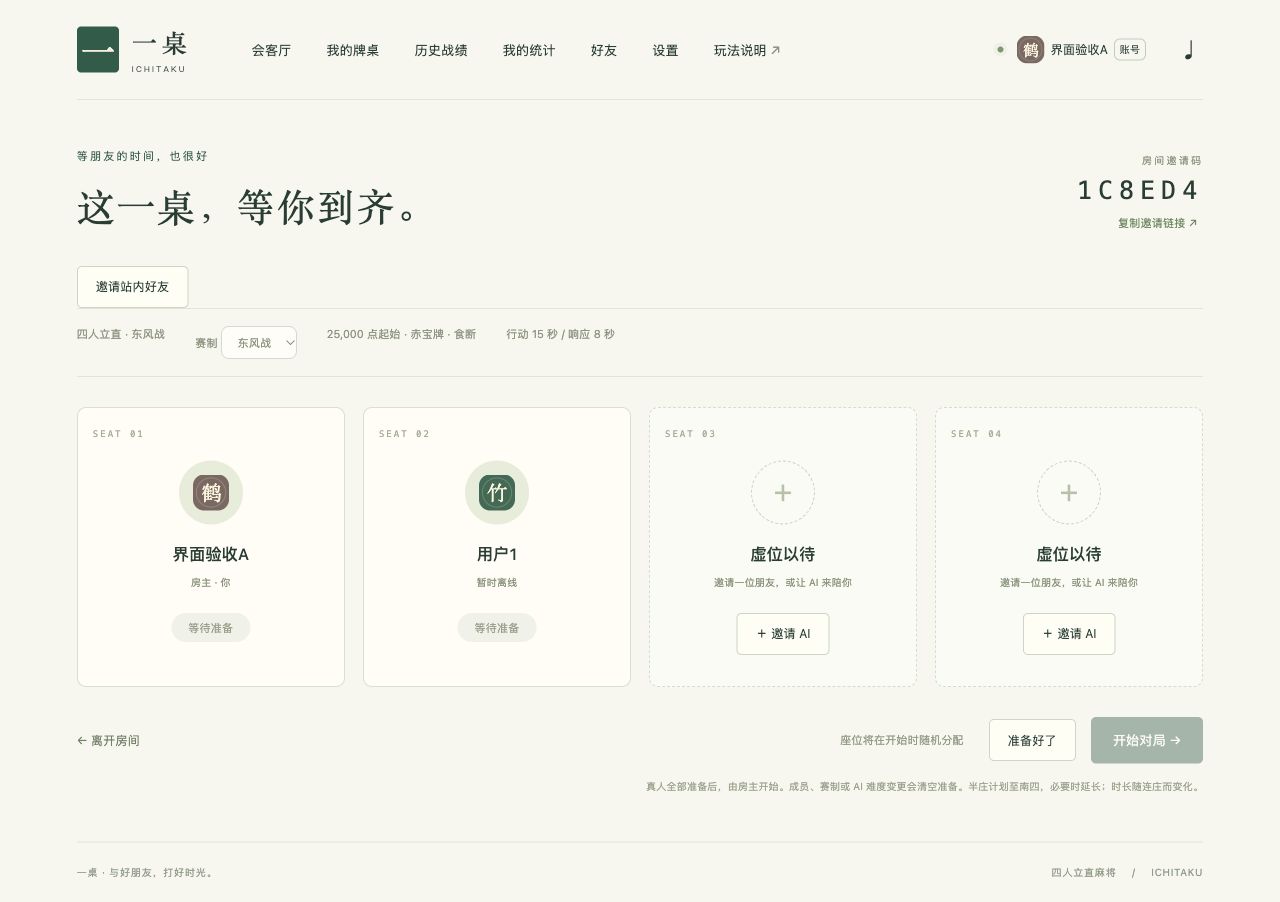 一 一桌
ICHITAKU
会客厅 我的牌桌 历史战绩 我的统计 好友 设置 玩法说明 ↗
鹤 界面验收A 账号 ♩
等朋友的时间，也很好
这一桌，等你到齐。
房间邀请码
1C8ED4
复制邀请链接 ↗
邀请站内好友
四人立直 · 东风战 赛制 东风战 25,000 点起始 · 赤宝牌 · 食断 行动 15 秒 / 响应 8 秒
SEAT 01
鹤
界面验收A
房主 · 你
等待准备
SEAT 02
竹
用户1
暂时离线
等待准备
SEAT 03
+
虚位以待
邀请一位朋友，或让 AI 来陪你
+ 邀请 AI
SEAT 04
+
虚位以待
邀请一位朋友，或让 AI 来陪你
+ 邀请 AI
← 离开房间
座位将在开始时随机分配 准备好了 开始对局 →
真人全部准备后，由房主开始。成员、赛制或 AI 难度变更会清空准备。半庄计划至南四，必要时延长；时长随连庄而变化。
一桌 · 与好朋友，打好时光。
四人立直麻将 / ICHITAKU